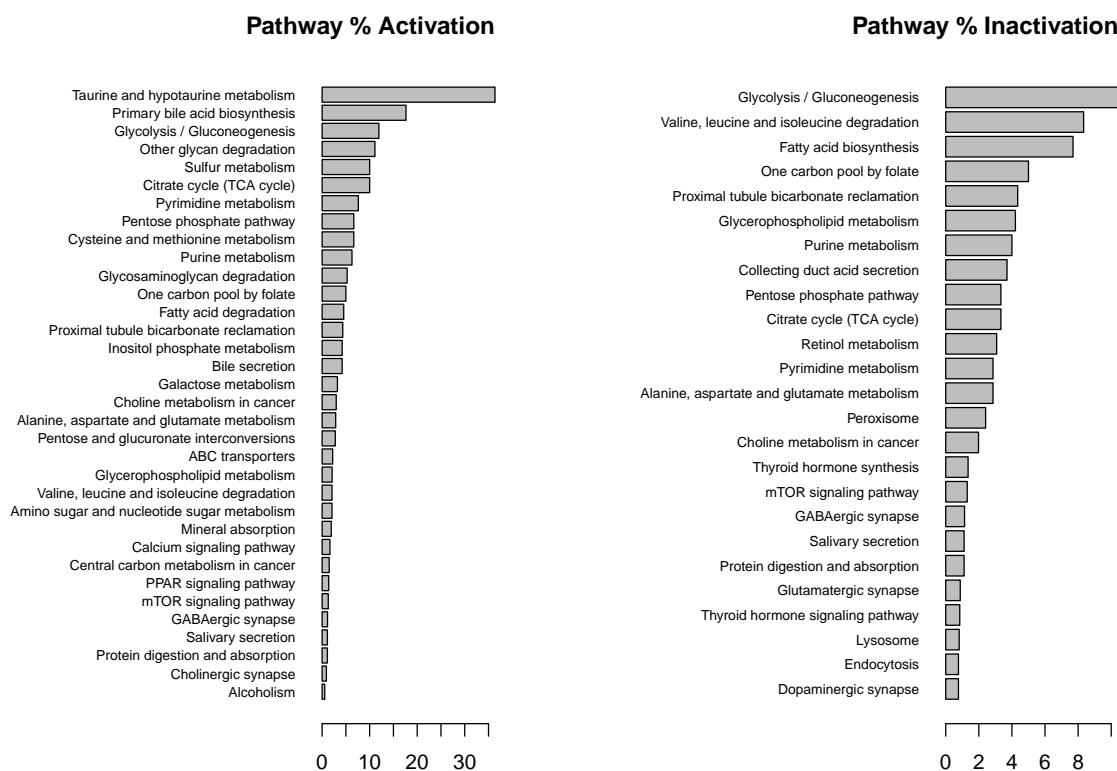 Pathway % Activation
Taurine and hypotaurine metabolism
Primary bile acid biosynthesis
Glycolysis / Gluconeogenesis
Other glycan degradation
Sulfur metabolism
Citrate cycle (TCA cycle)
Pyrimidine metabolism
Pentose phosphate pathway
Cysteine and methionine metabolism
Purine metabolism
Glycosaminoglycan degradation
One carbon pool by folate
Fatty acid degradation
Proximal tubule bicarbonate reclamation
Inositol phosphate metabolism
Bile secretion
Galactose metabolism
Choline metabolism in cancer
Alanine, aspartate and glutamate metabolism
Pentose and glucuronate interconversions
ABC transporters
Glycerophospholipid metabolism
Valine, leucine and isoleucine degradation
Amino sugar and nucleotide sugar metabolism
Mineral absorption
Calcium signaling pathway
Central carbon metabolism in cancer
PPAR signaling pathway
mTOR signaling pathway
GABAergic synapse
Salivary secretion
Protein digestion and absorption
Cholinergic synapse
Alcoholism
0 10 20 30
Pathway % Inactivation
Glycolysis / Gluconeogenesis
Valine, leucine and isoleucine degradation
Fatty acid biosynthesis
One carbon pool by folate
Proximal tubule bicarbonate reclamation
Glycerophospholipid metabolism
Purine metabolism
Collecting duct acid secretion
Pentose phosphate pathway
Citrate cycle (TCA cycle)
Retinol metabolism
Pyrimidine metabolism
Alanine, aspartate and glutamate metabolism
Peroxisome
Choline metabolism in cancer
Thyroid hormone synthesis
mTOR signaling pathway
GABAergic synapse
Salivary secretion
Protein digestion and absorption
Glutamatergic synapse
Thyroid hormone signaling pathway
Lysosome
Endocytosis
Dopaminergic synapse
0 2 4 6 8